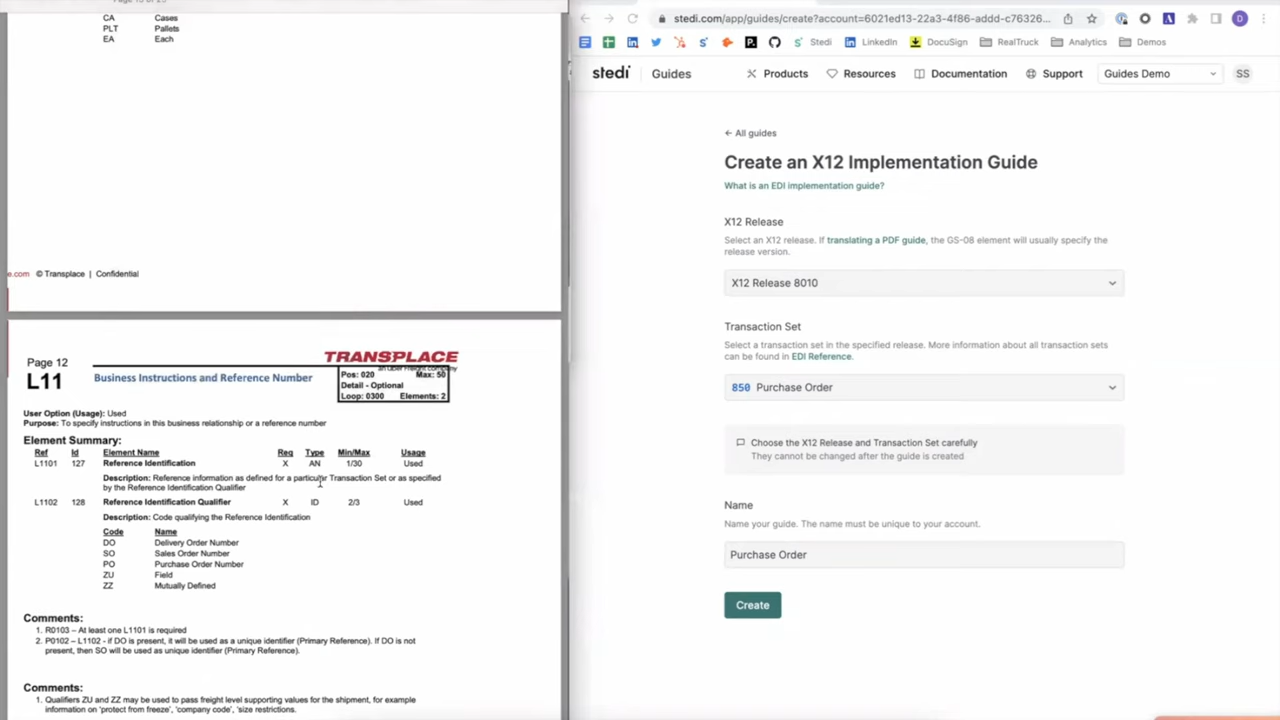 CA Cases
PLT Pallets
EA Each
e.com © Transplace | Confidential
Page 12
TRANSPLACE
an Uber Freight company
L11 Business Instructions and Reference Number
Pos: 020 Max: 50
Detail - Optional
Loop: 0300 Elements: 2
User Option (Usage): Used
Purpose: To specify instructions in this business relationship or a reference number
Element Summary:
Ref Id Element Name Req Type Min/Max Usage
L1101 127 Reference Identification X AN 1/30 Used
Description: Reference information as defined for a particular Transaction Set or as specified
by the Reference Identification Qualifier
L1102 128 Reference Identification Qualifier X ID 2/3 Used
Description: Code qualifying the Reference Identification
Code Name
DO Delivery Order Number
SO Sales Order Number
PO Purchase Order Number
ZU Field
ZZ Mutually Defined
Comments:
1. R0103 – At least one L1101 is required
2. P0102 – L1102 - if DO is present, it will be used as a unique identifier (Primary Reference). If DO is not
present, then SO will be used as unique identifier (Primary Reference).
Comments:
1. Qualifiers ZU and ZZ may be used to pass freight level supporting values for the shipment, for example
information on 'protect from freeze', 'company code', 'size restrictions.
stedi.com/app/guides/create?account=6021ed13-22a3-4f86-addd-c76326...
D
Stedi LinkedIn DocuSign RealTruck Analytics Demos
stedi Guides Products Resources Documentation Support Guides Demo SS
← All guides
Create an X12 Implementation Guide
What is an EDI implementation guide?
X12 Release
Select an X12 release. If translating a PDF guide, the GS-08 element will usually specify the
release version.
X12 Release 8010
Transaction Set
Select a transaction set in the specified release. More information about all transaction sets
can be found in EDI Reference.
850 Purchase Order
Choose the X12 Release and Transaction Set carefully
They cannot be changed after the guide is created
Name
Name your guide. The name must be unique to your account.
Purchase Order
Create